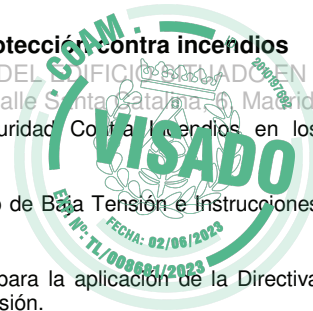 otección contra incendios
DEL EDIFICIO SITUADO EN
alle Santa Catalina 6, Madrid
uridad Contra Incendios en los
o de Baja Tensión e Instrucciones
para la aplicación de la Directiva
sión.
COAM
VISADO
FECHA: 02/06/2023
EXP. Nº: TL/008691/2023